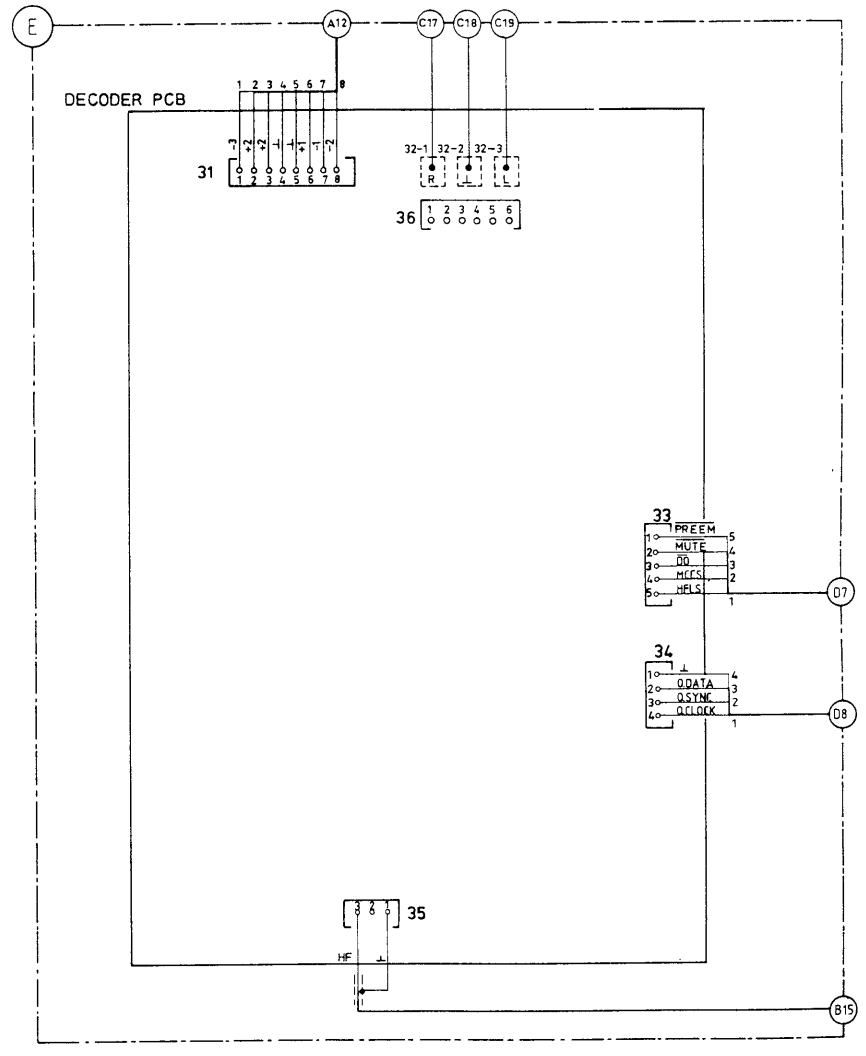 E
A12 C17 C18 C19
1 2 3 4 5 6 7 8
DECODER PCB
-3 +2 +2 ⊥ ⊥ +1 -1 -2
31
1 2 3 4 5 6 7 8
32-1 32-2 32-3
R ⊥ L
36
1 2 3 4 5 6
33
1 PREEM 5
2 MUTE 4
3 DO 3
4 MCES 2
5 HFLS 1
D7
34
1 ⊥ 4
2 Q.DATA 3
3 Q.SYNC 2
4 Q.CLOCK 1
D8
3 2 1
35
HF ⊥
B15